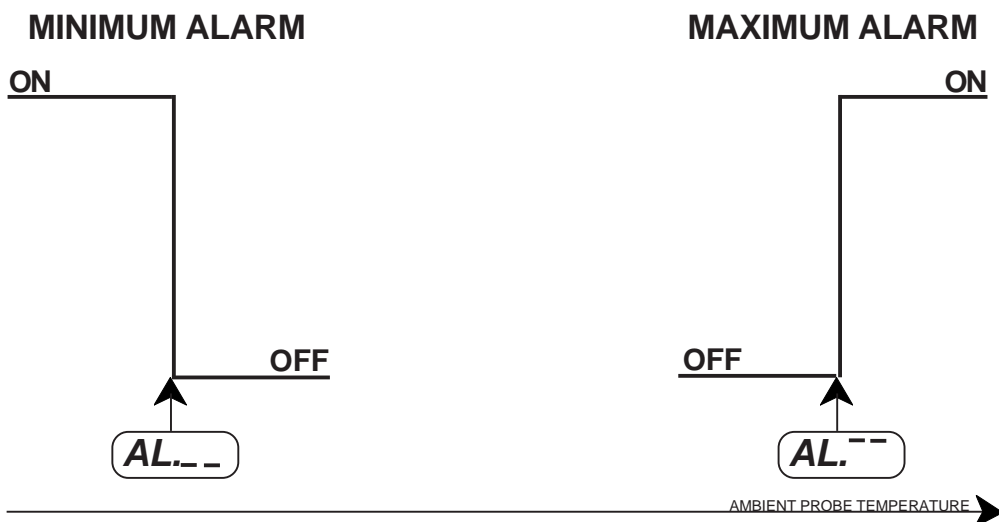 MINIMUM ALARM
MAXIMUM ALARM
ON
ON
OFF
OFF
AL._ _
AL.¯ ¯
AMBIENT PROBE TEMPERATURE